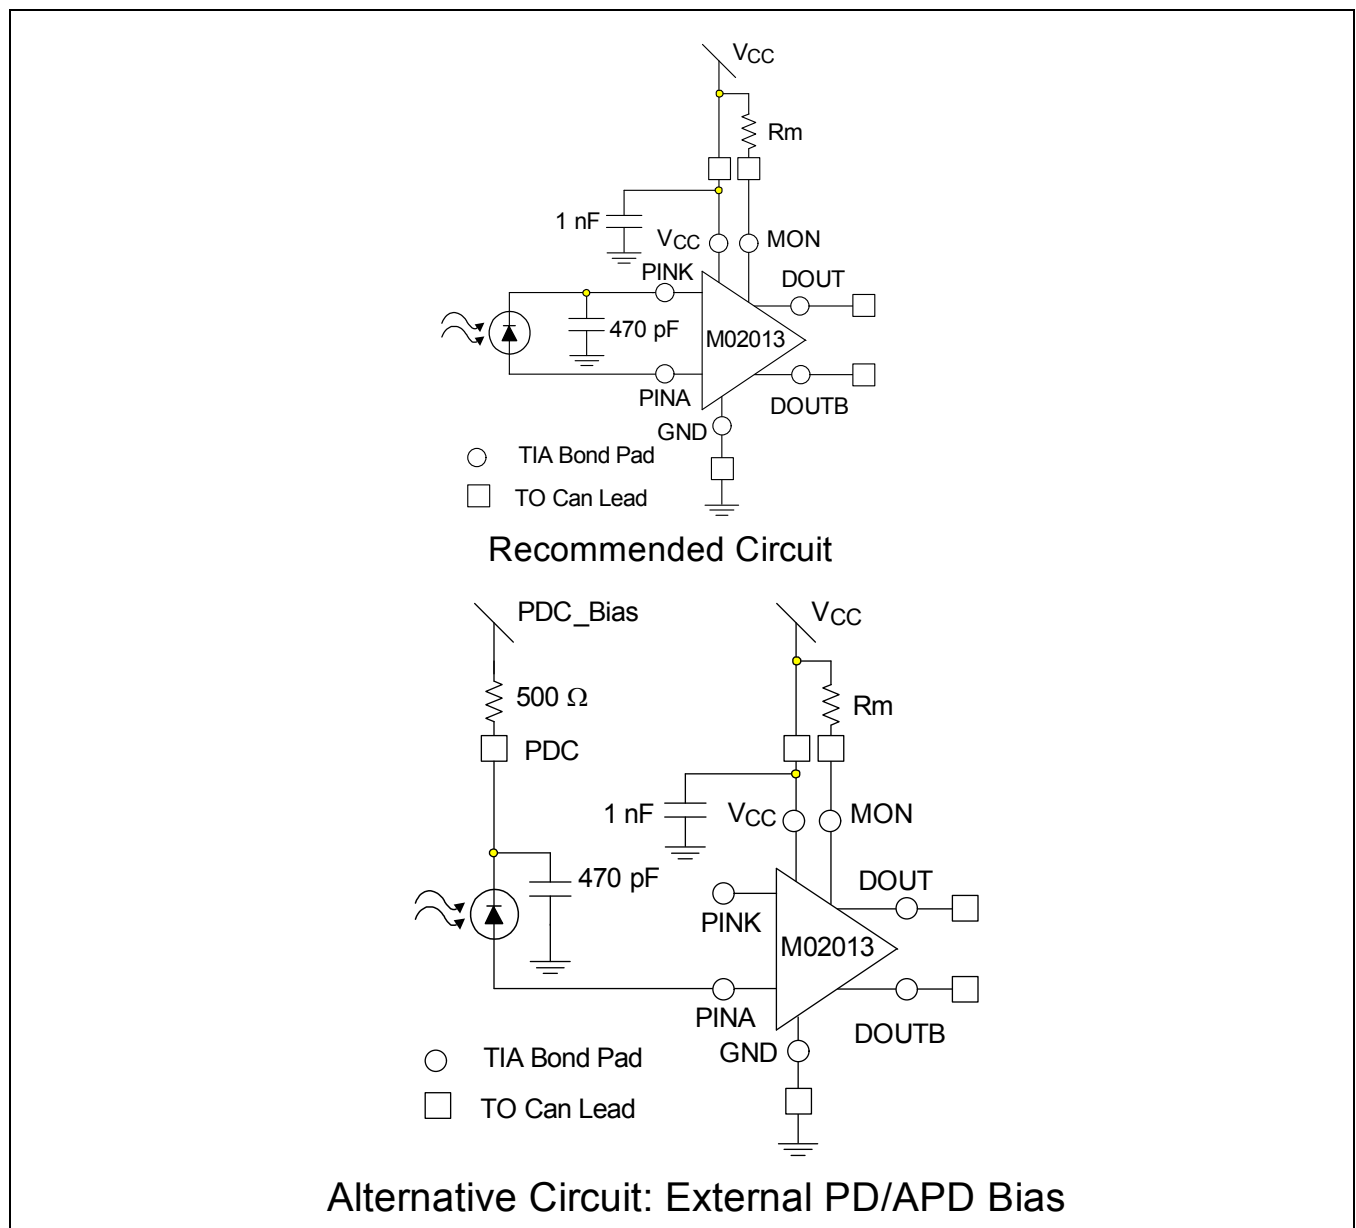 VCC
Rm
1 nF
VCC
MON
PINK
DOUT
470 pF
M02013
PINA
DOUTB
GND
TIA Bond Pad
TO Can Lead
Recommended Circuit
PDC_Bias
VCC
500 Ω
Rm
PDC
1 nF
VCC
MON
470 pF
DOUT
PINK
M02013
PINA
DOUTB
GND
TIA Bond Pad
TO Can Lead
Alternative Circuit: External PD/APD Bias